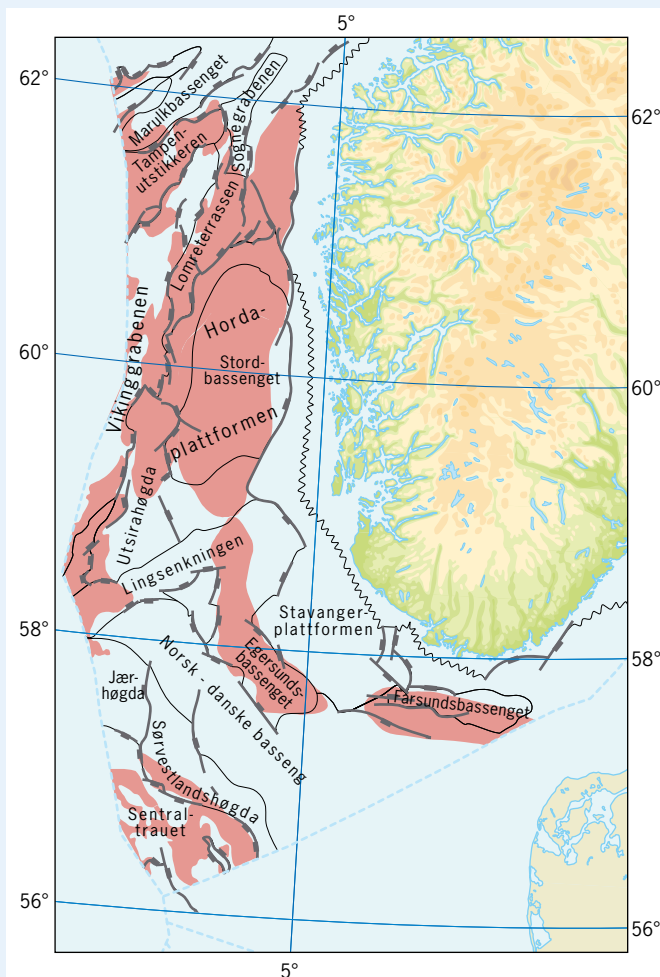 5°
62°
62°
Marulkbassenget
Sognegrabenen
Tampen-
utstikkeren
Lomreterrassen
Horda-
60°
60°
Stord-
bassenget
Vikinggrabenen
plattformen
Utsirahøgda
Lingsenkningen
Stavanger-
plattformen
58°
58°
Norsk - danske basseng
Egersunds-
bassenget
Jær-
høgda
Farsundsbassenget
Sørvestlandshøgda
Sentral-
trauet
56°
56°
5°